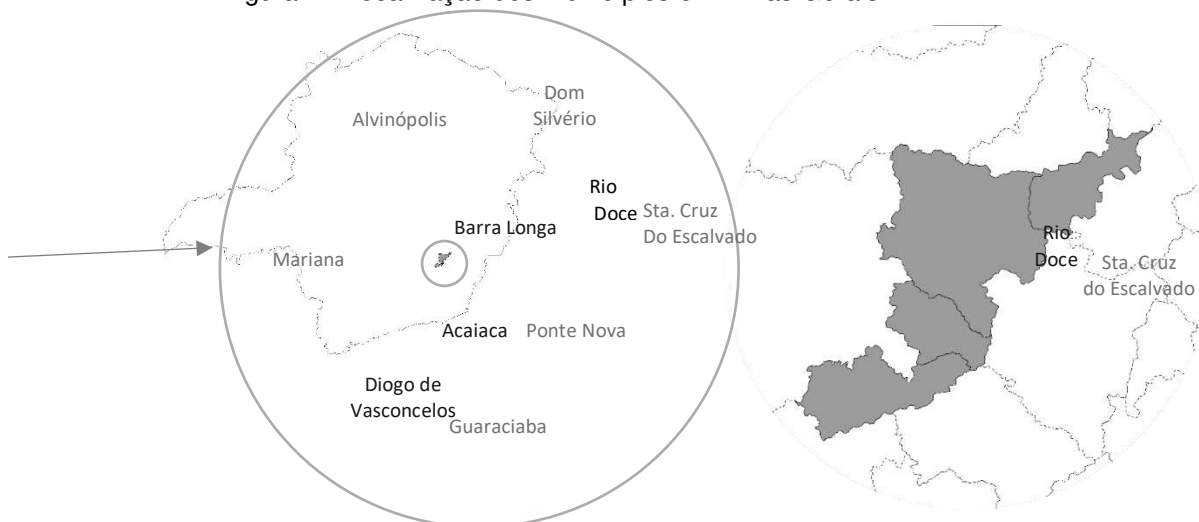 Alvinópolis
Dom
Silvério
Rio
Doce
Sta. Cruz
Do Escalvado
Barra Longa
Mariana
Acaiaca
Ponte Nova
Diogo de
Vasconcelos
Guaraciaba
Rio
Doce
Sta. Cruz
do Escalvado